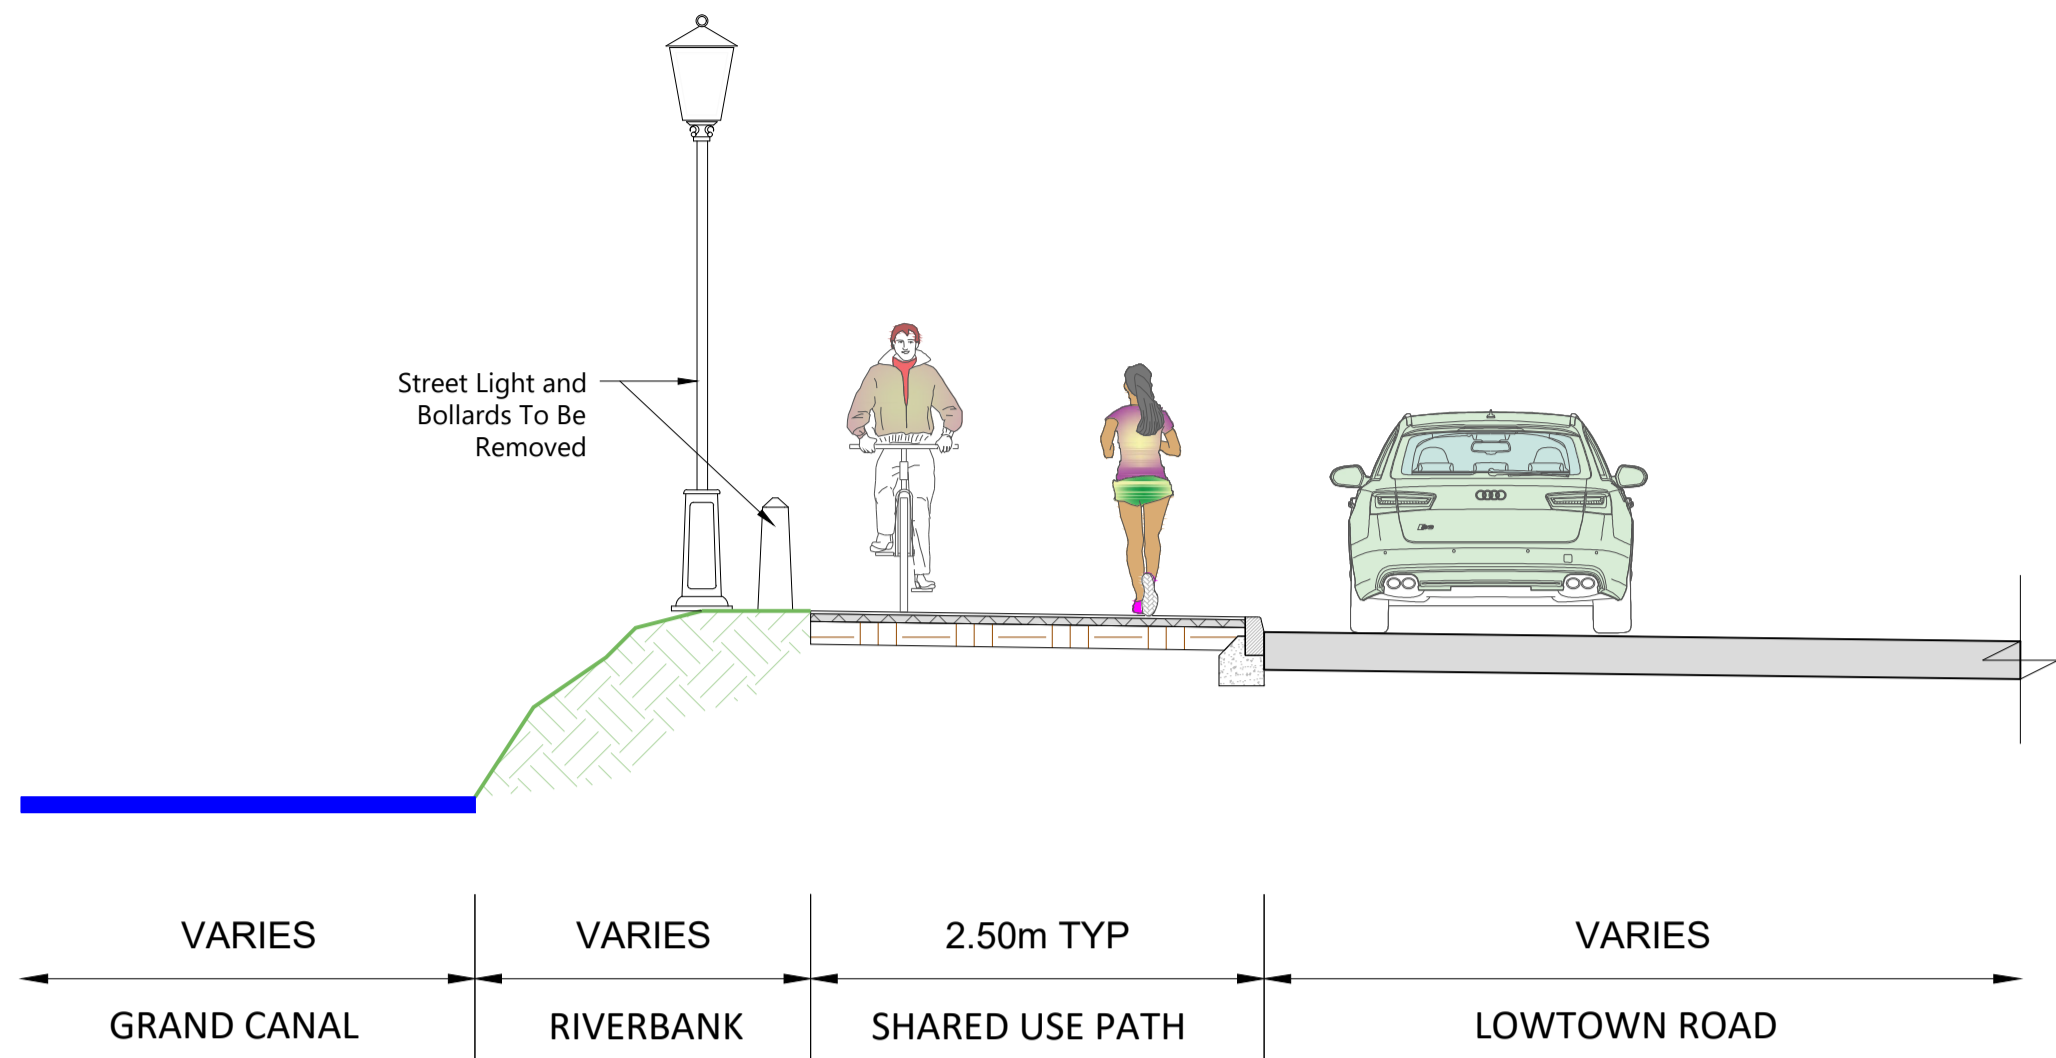 Street Light and
Bollards To Be
Removed
VARIES
VARIES
2.50m TYP
VARIES
GRAND CANAL
RIVERBANK
SHARED USE PATH
LOWTOWN ROAD